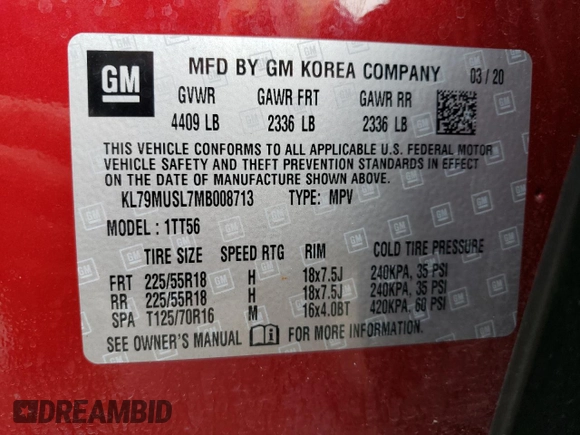 GM
MFD BY GM KOREA COMPANY 03/20
GVWR GAWR FRT GAWR RR
4409 LB 2336 LB 2336 LB
THIS VEHICLE CONFORMS TO ALL APPLICABLE U.S. FEDERAL MOTOR
VEHICLE SAFETY AND THEFT PREVENTION STANDARDS IN EFFECT
ON THE DATE OF MANUFACTURE SHOWN ABOVE.
KL79MUSL7MB008713 TYPE: MPV
MODEL: 1TT56
TIRE SIZE SPEED RTG RIM COLD TIRE PRESSURE
FRT 225/55R18 H 18x7.5J 240KPA, 35 PSI
RR 225/55R18 H 18x7.5J 240KPA, 35 PSI
SPA T125/70R16 M 16x4.0BT 420KPA, 60 PSI
SEE OWNER'S MANUAL FOR MORE INFORMATION.
DREAMBID